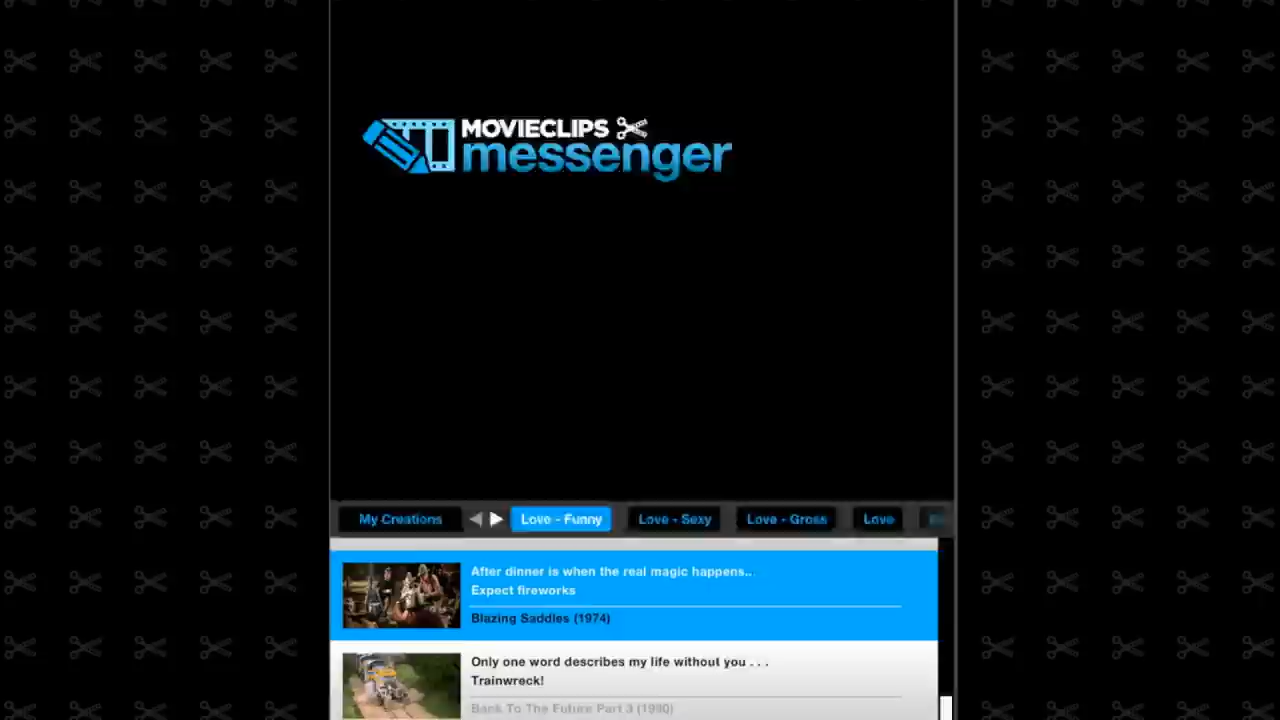 MOVIECLIPS
messenger
My Creations
Love - Funny
Love - Sexy
Love - Gross
Love
After dinner is when the real magic happens..
Expect fireworks
Blazing Saddles (1974)
Only one word describes my life without you . . .
Trainwreck!
Back To The Future Part 3 (1990)